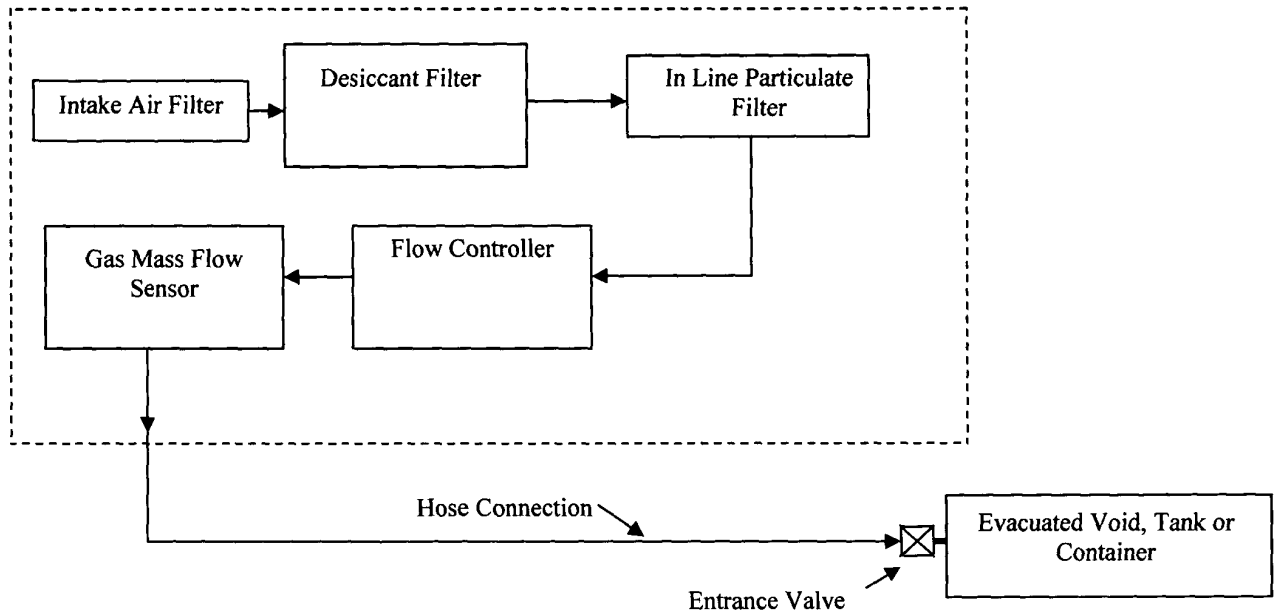 Intake Air Filter
Desiccant Filter
In Line Particulate
Filter
Gas Mass Flow
Sensor
Flow Controller
Hose Connection
Entrance Valve
Evacuated Void, Tank or
Container